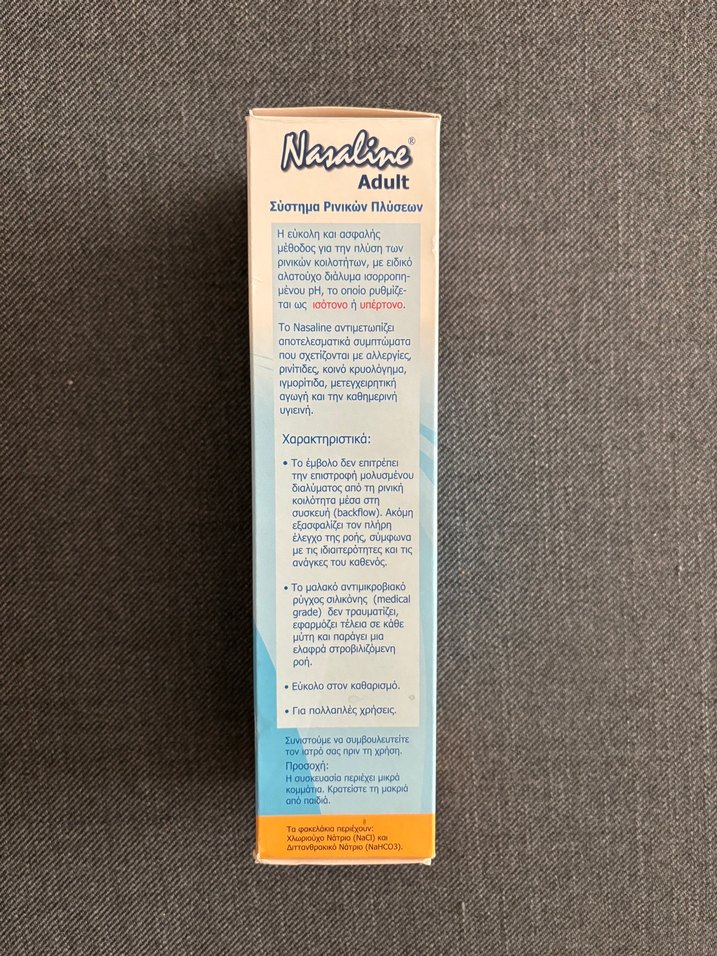 Nasaline®
Adult
Σύστημα Ρινικών Πλύσεων
Η εύκολη και ασφαλής
μέθοδος για την πλύση των
ρινικών κοιλοτήτων, με ειδικό
αλατούχο διάλυμα ισορροπη-
μένου pH, το οποίο ρυθμίζε-
ται ως ισότονο ή υπέρτονο.
Το Nasaline αντιμετωπίζει
αποτελεσματικά συμπτώματα
που σχετίζονται με αλλεργίες,
ρινίτιδες, κοινό κρυολόγημα,
ιγμορίτιδα, μετεγχειρητική
αγωγή και την καθημερινή
υγιεινή.
Χαρακτηριστικά:
• Το έμβολο δεν επιτρέπει
την επιστροφή μολυσμένου
διαλύματος από τη ρινική
κοιλότητα μέσα στη
συσκευή (backflow). Ακόμη
εξασφαλίζει τον πλήρη
έλεγχο της ροής, σύμφωνα
με τις ιδιαιτερότητες και τις
ανάγκες του καθενός.
• Το μαλακό αντιμικροβιακό
ρύγχος σιλικόνης (medical
grade) δεν τραυματίζει,
εφαρμόζει τέλεια σε κάθε
μύτη και παράγει μια
ελαφρά στροβιλιζόμενη
ροή.
• Εύκολο στον καθαρισμό.
• Για πολλαπλές χρήσεις.
Συνιστούμε να συμβουλευτείτε
τον ιατρό σας πριν τη χρήση.
Προσοχή:
Η συσκευασία περιέχει μικρά
κομμάτια. Κρατείστε τη μακριά
από παιδιά.
Τα φακελάκια περιέχουν:
Χλωριούχο Νάτριο (NaCl) και
Διττανθρακικό Νάτριο (NaHCO3).